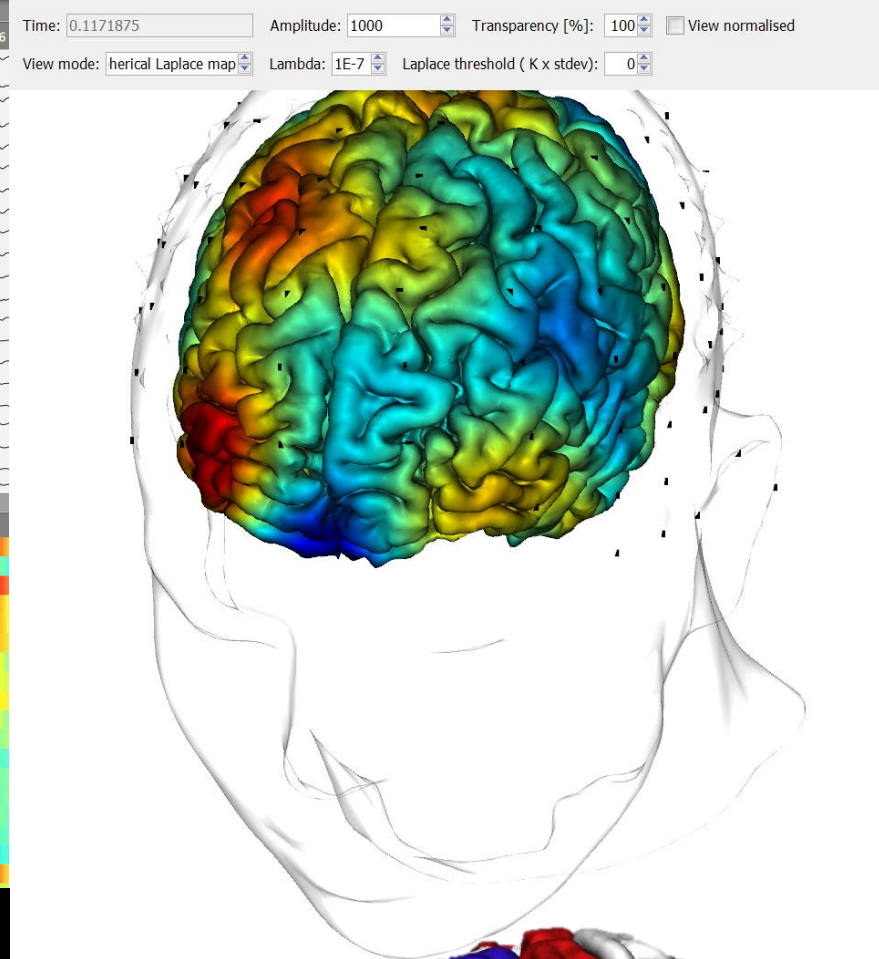 Time: 0.1171875 Amplitude: 1000 Transparency [%]: 100 View normalised
6
View mode: herical Laplace map Lambda: 1E-7 Laplace threshold ( K x stdev): 0